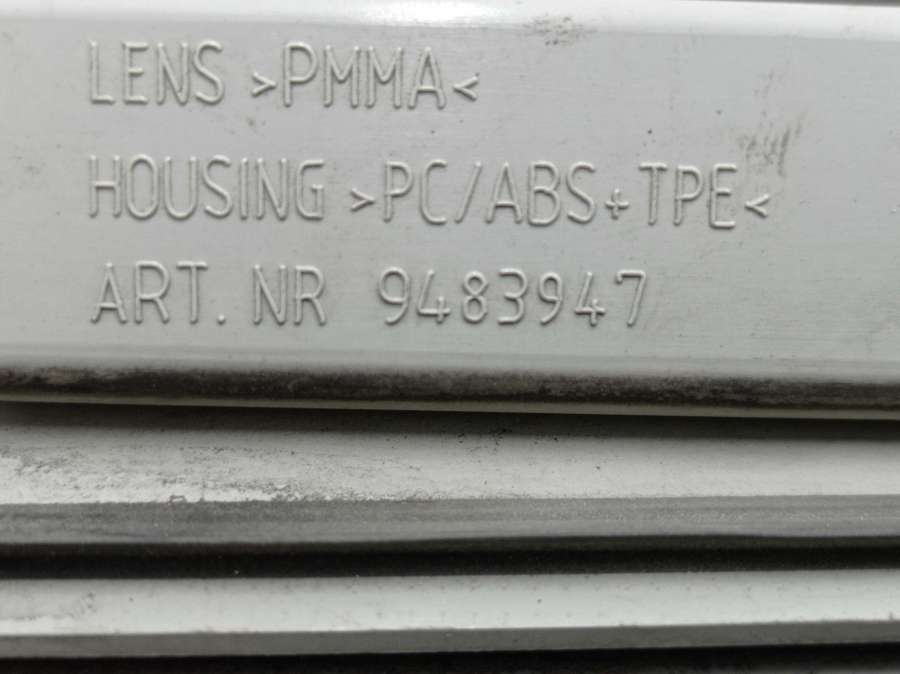 LENS >PMMA<
HOUSING >PC/ABS+TPE<
ART. NR 9483947